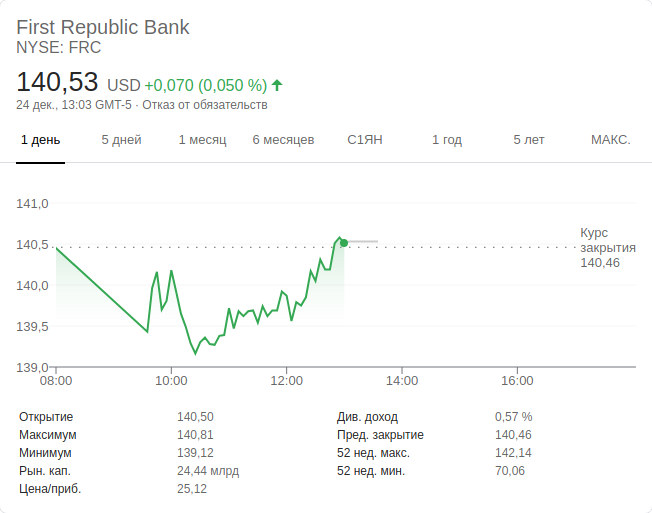 First Republic Bank
NYSE: FRC
140,53 USD +0,070 (0,050 %)
24 дек., 13:03 GMT-5 · Отказ от обязательств
1 день 5 дней 1 месяц 6 месяцев С1ЯН 1 год 5 лет МАКС.
141,0
Курс
140,5 закрытия
140,46
140,0
139,5
139,0
08:00 10:00 12:00 14:00 16:00
Открытие 140,50 Див. доход 0,57 %
Максимум 140,81 Пред. закрытие 140,46
Минимум 139,12 52 нед. макс. 142,14
Рын. кап. 24,44 млрд 52 нед. мин. 70,06
Цена/приб. 25,12